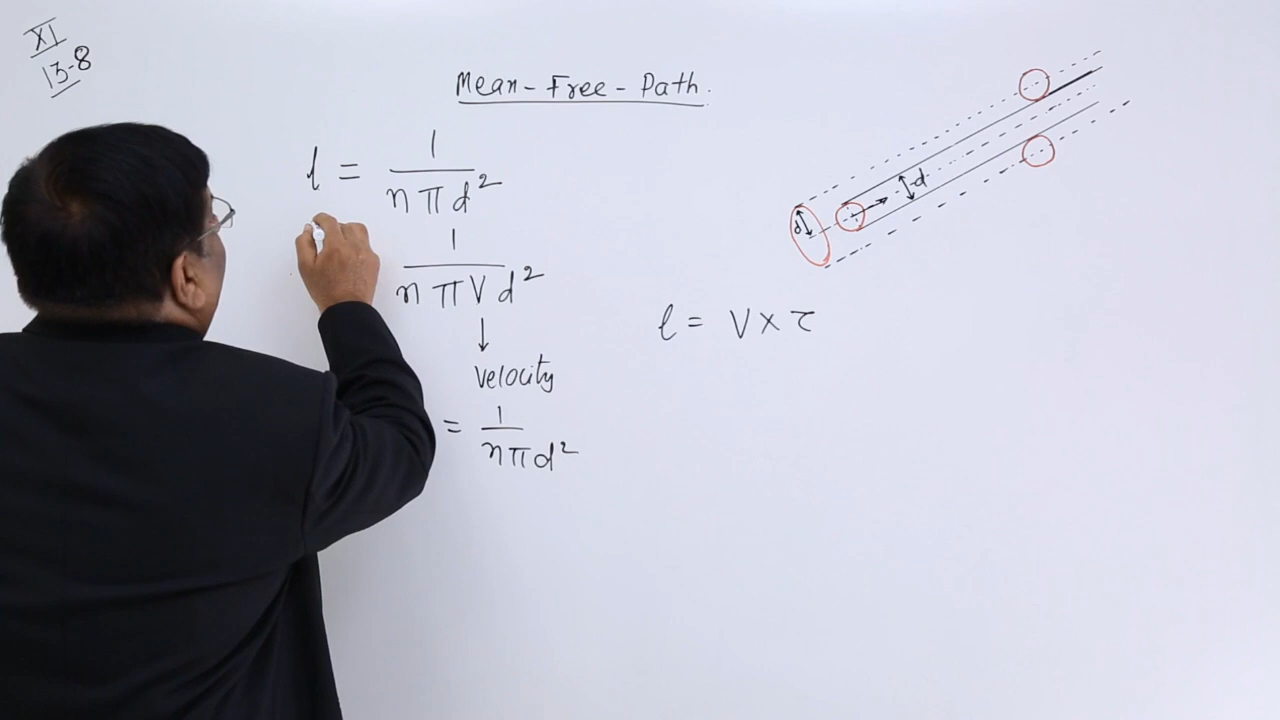 XI
13-8
Mean-Free-Path.
l = 1/(nπd²)
1/(nπVd²)
↓
Velocity
= 1/(nπd²)
l = V×τ
d
d